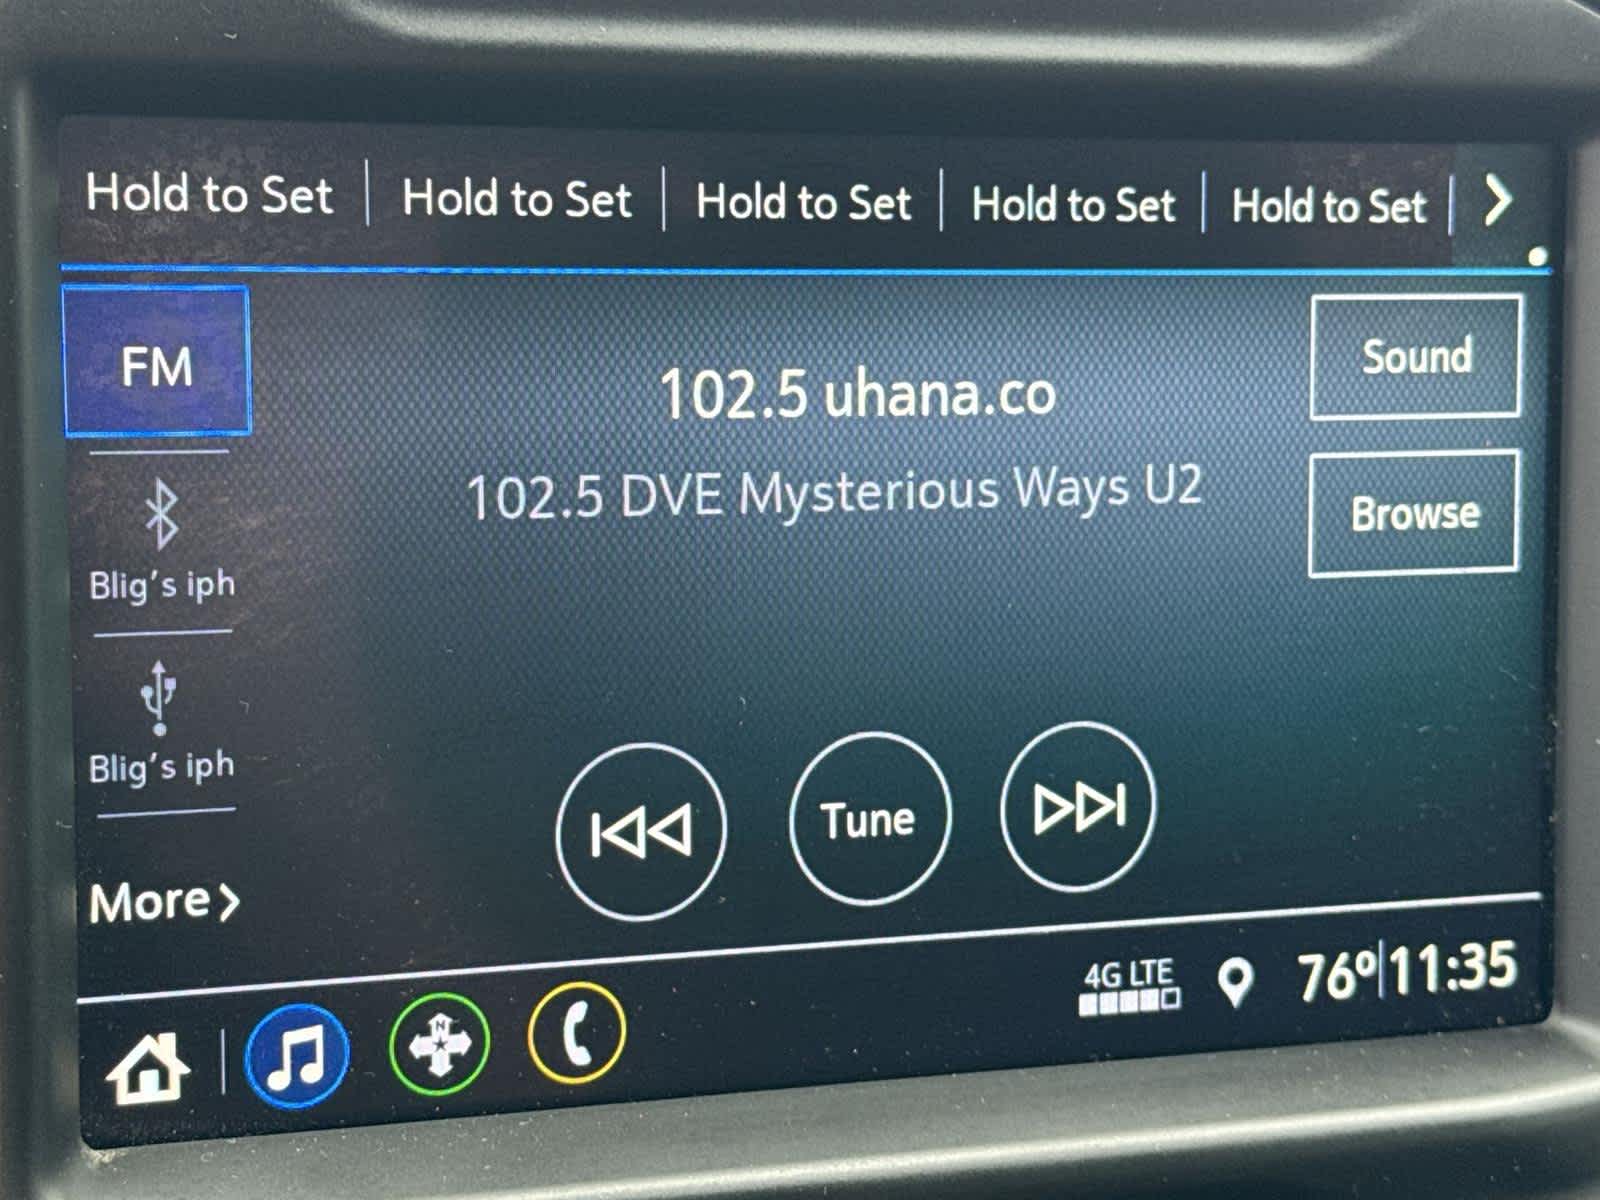 Hold to Set Hold to Set Hold to Set Hold to Set Hold to Set
FM
Sound
102.5 uhana.co
102.5 DVE Mysterious Ways U2
Browse
Blig's iph
Blig's iph
Tune
More
4G LTE
76°
11:35
N